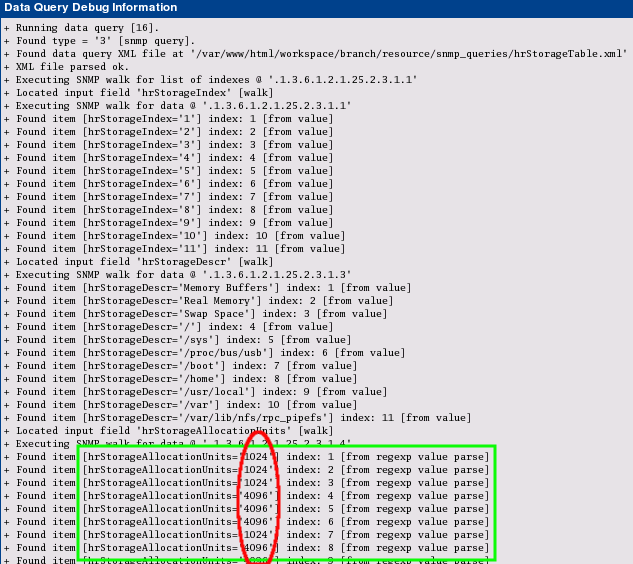 Data Query Debug Information
+ Running data query [16].
+ Found type = '3' [snmp query].
+ Found data query XML file at '/var/www/html/workspace/branch/resource/snmp_queries/hrStorageTable.xml'
+ XML file parsed ok.
+ Executing SNMP walk for list of indexes @ '.1.3.6.1.2.1.25.2.3.1.1'
+ Located input field 'hrStorageIndex' [walk]
+ Executing SNMP walk for data @ '.1.3.6.1.2.1.25.2.3.1.1'
+ Found item [hrStorageIndex='1'] index: 1 [from value]
+ Found item [hrStorageIndex='2'] index: 2 [from value]
+ Found item [hrStorageIndex='3'] index: 3 [from value]
+ Found item [hrStorageIndex='4'] index: 4 [from value]
+ Found item [hrStorageIndex='5'] index: 5 [from value]
+ Found item [hrStorageIndex='6'] index: 6 [from value]
+ Found item [hrStorageIndex='7'] index: 7 [from value]
+ Found item [hrStorageIndex='8'] index: 8 [from value]
+ Found item [hrStorageIndex='9'] index: 9 [from value]
+ Found item [hrStorageIndex='10'] index: 10 [from value]
+ Found item [hrStorageIndex='11'] index: 11 [from value]
+ Located input field 'hrStorageDescr' [walk]
+ Executing SNMP walk for data @ '.1.3.6.1.2.1.25.2.3.1.3'
+ Found item [hrStorageDescr='Memory Buffers'] index: 1 [from value]
+ Found item [hrStorageDescr='Real Memory'] index: 2 [from value]
+ Found item [hrStorageDescr='Swap Space'] index: 3 [from value]
+ Found item [hrStorageDescr='/'] index: 4 [from value]
+ Found item [hrStorageDescr='/sys'] index: 5 [from value]
+ Found item [hrStorageDescr='/proc/bus/usb'] index: 6 [from value]
+ Found item [hrStorageDescr='/boot'] index: 7 [from value]
+ Found item [hrStorageDescr='/home'] index: 8 [from value]
+ Found item [hrStorageDescr='/usr/local'] index: 9 [from value]
+ Found item [hrStorageDescr='/var'] index: 10 [from value]
+ Found item [hrStorageDescr='/var/lib/nfs/rpc_pipefs'] index: 11 [from value]
+ Located input field 'hrStorageAllocationUnits' [walk]
+ Executing SNMP walk for data @ '.1.3.6.1.2.1.25.2.3.1.4'
+ Found item [hrStorageAllocationUnits='1024'] index: 1 [from regexp value parse]
+ Found item [hrStorageAllocationUnits='1024'] index: 2 [from regexp value parse]
+ Found item [hrStorageAllocationUnits='1024'] index: 3 [from regexp value parse]
+ Found item [hrStorageAllocationUnits='4096'] index: 4 [from regexp value parse]
+ Found item [hrStorageAllocationUnits='4096'] index: 5 [from regexp value parse]
+ Found item [hrStorageAllocationUnits='4096'] index: 6 [from regexp value parse]
+ Found item [hrStorageAllocationUnits='1024'] index: 7 [from regexp value parse]
+ Found item [hrStorageAllocationUnits='4096'] index: 8 [from regexp value parse]